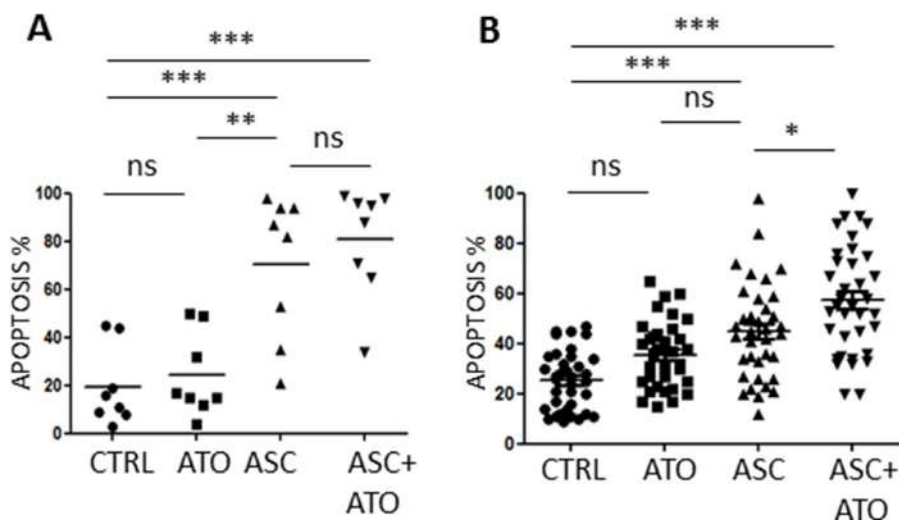 A
***
***
**
ns
ns
APOPTOSIS %
100
80
60
40
20
0
CTRL
ATO
ASC
ASC+
ATO
B
***
***
ns
*
ns
APOPTOSIS %
100
80
60
40
20
0
CTRL
ATO
ASC
ASC+
ATO